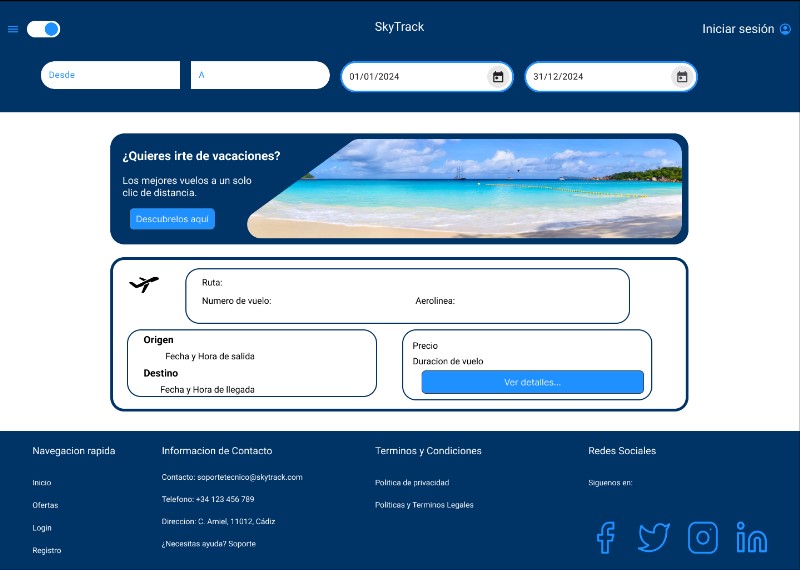 SkyTrack
Iniciar sesión
Desde
A
01/01/2024
31/12/2024
¿Quieres irte de vacaciones?
Los mejores vuelos a un solo
clic de distancia.
Descubrelos aquí
Ruta:
Numero de vuelo:
Aerolinea:
Origen
Fecha y Hora de salida
Destino
Fecha y Hora de llegada
Precio
Duracion de vuelo
Ver detalles...
Navegacion rapida
Inicio
Ofertas
Login
Registro
Informacion de Contacto
Contacto: soportetecnico@skytrack.com
Telefono: +34 123 456 789
Direccion: C. Amiel, 11012, Cádiz
¿Necesitas ayuda? Soporte
Terminos y Condiciones
Política de privacidad
Políticas y Terminos Legales
Redes Sociales
Siguenos en: